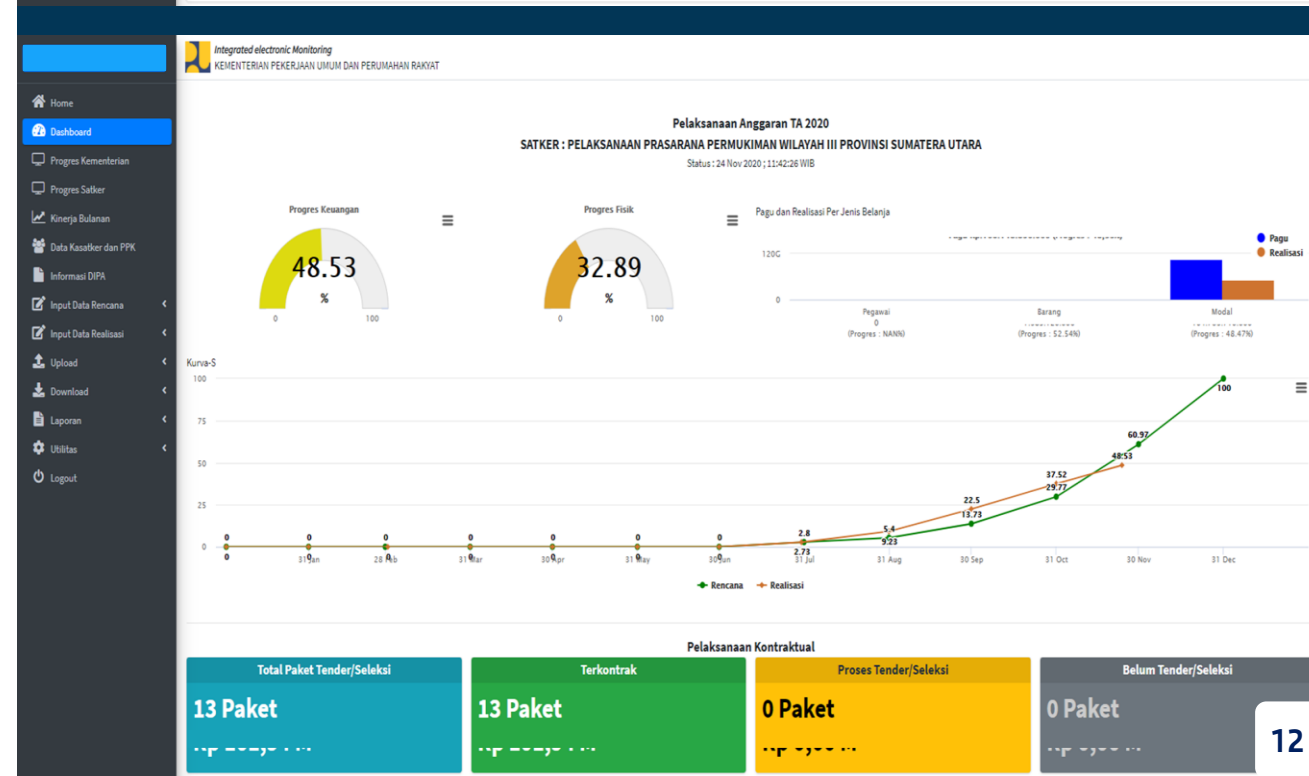 Integrated electronic Monitoring
KEMENTERIAN PEKERJAAN UMUM DAN PERUMAHAN RAKYAT
Home
Dashboard
Progres Kementerian
Progres Satker
Kinerja Bulanan
Data Kasatker dan PPK
Informasi DIPA
Input Data Rencana
Input Data Realisasi
Upload
Download
Laporan
Utilitas
Logout
Pelaksanaan Anggaran TA 2020
SATKER : PELAKSANAAN PRASARANA PERMUKIMAN WILAYAH III PROVINSI SUMATERA UTARA
Status : 24 Nov 2020 ; 11:42:26 WIB
Progres Keuangan
48.53
%
0 100
Progres Fisik
32.89
%
0 100
Pagu dan Realisasi Per Jenis Belanja
Pagu
Realisasi
120G
0
Pegawai Barang Modal
0
(Progres : NAN%) (Progres : 52.54%) (Progres : 48.47%)
Kurva-S
100
75
50
25
0
100
60.97
48.53
37.52
29.77
22.5
13.73
5.4
9.23
2.8
2.73
0 0 0 0 0 0 0
0 0 0 0 0 0 0
31 Jan 28 Feb 31 Mar 30 Apr 31 May 30 Jun 31 Jul 31 Aug 30 Sep 31 Oct 30 Nov 31 Dec
Rencana Realisasi
Pelaksanaan Kontraktual
Total Paket Tender/Seleksi
13 Paket
Terkontrak
13 Paket
Proses Tender/Seleksi
0 Paket
Belum Tender/Seleksi
0 Paket
12